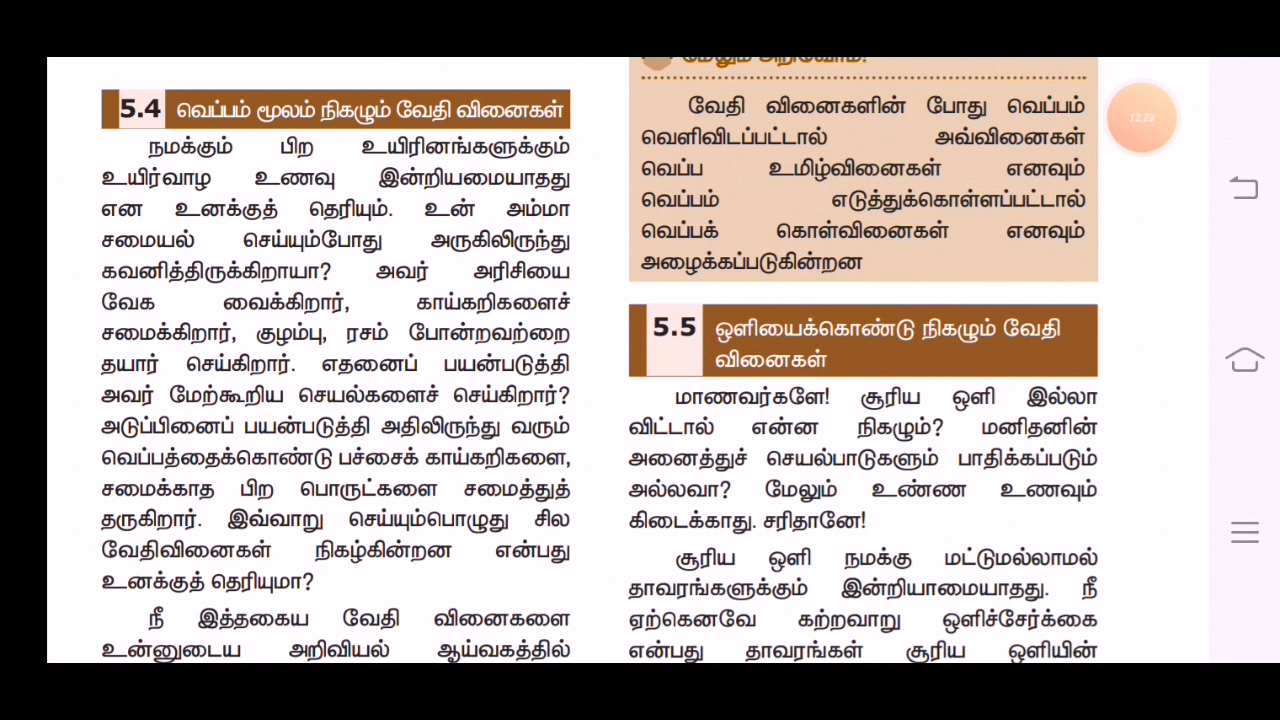 5.4 வெப்பம் மூலம் நிகழும் வேதி வினைகள்
நமக்கும் பிற உயிரினங்களுக்கும்
உயிர்வாழ உணவு இன்றியமையாதது
என உனக்குத் தெரியும். உன் அம்மா
சமையல் செய்யும்போது அருகிலிருந்து
கவனித்திருக்கிறாயா? அவர் அரிசியை
வேக வைக்கிறார், காய்கறிகளைச்
சமைக்கிறார், குழம்பு, ரசம் போன்றவற்றை
தயார் செய்கிறார். எதனைப் பயன்படுத்தி
அவர் மேற்கூறிய செயல்களைச் செய்கிறார்?
அடுப்பினைப் பயன்படுத்தி அதிலிருந்து வரும்
வெப்பத்தைக்கொண்டு பச்சைக் காய்கறிகளை,
சமைக்காத பிற பொருட்களை சமைத்துத்
தருகிறார். இவ்வாறு செய்யும்பொழுது சில
வேதிவினைகள் நிகழ்கின்றன என்பது
உனக்குத் தெரியுமா?
நீ இத்தகைய வேதி வினைகளை
உன்னுடைய அறிவியல் ஆய்வகத்தில்
மேலும் அறிவோம்!
வேதி வினைகளின் போது வெப்பம்
வெளிவிடப்பட்டால் அவ்வினைகள்
வெப்ப உமிழ்வினைகள் எனவும்
வெப்பம் எடுத்துக்கொள்ளப்பட்டால்
வெப்பக் கொள்வினைகள் எனவும்
அழைக்கப்படுகின்றன
5.5 ஒளியைக்கொண்டு நிகழும் வேதி
வினைகள்
மாணவர்களே! சூரிய ஒளி இல்லா
விட்டால் என்ன நிகழும்? மனிதனின்
அனைத்துச் செயல்பாடுகளும் பாதிக்கப்படும்
அல்லவா? மேலும் உண்ண உணவும்
கிடைக்காது. சரிதானே!
சூரிய ஒளி நமக்கு மட்டுமல்லாமல்
தாவரங்களுக்கும் இன்றியாமையாதது. நீ
ஏற்கெனவே கற்றவாறு ஒளிச்சேர்க்கை
என்பது தாவரங்கள் சூரிய ஒளியின்
12:23